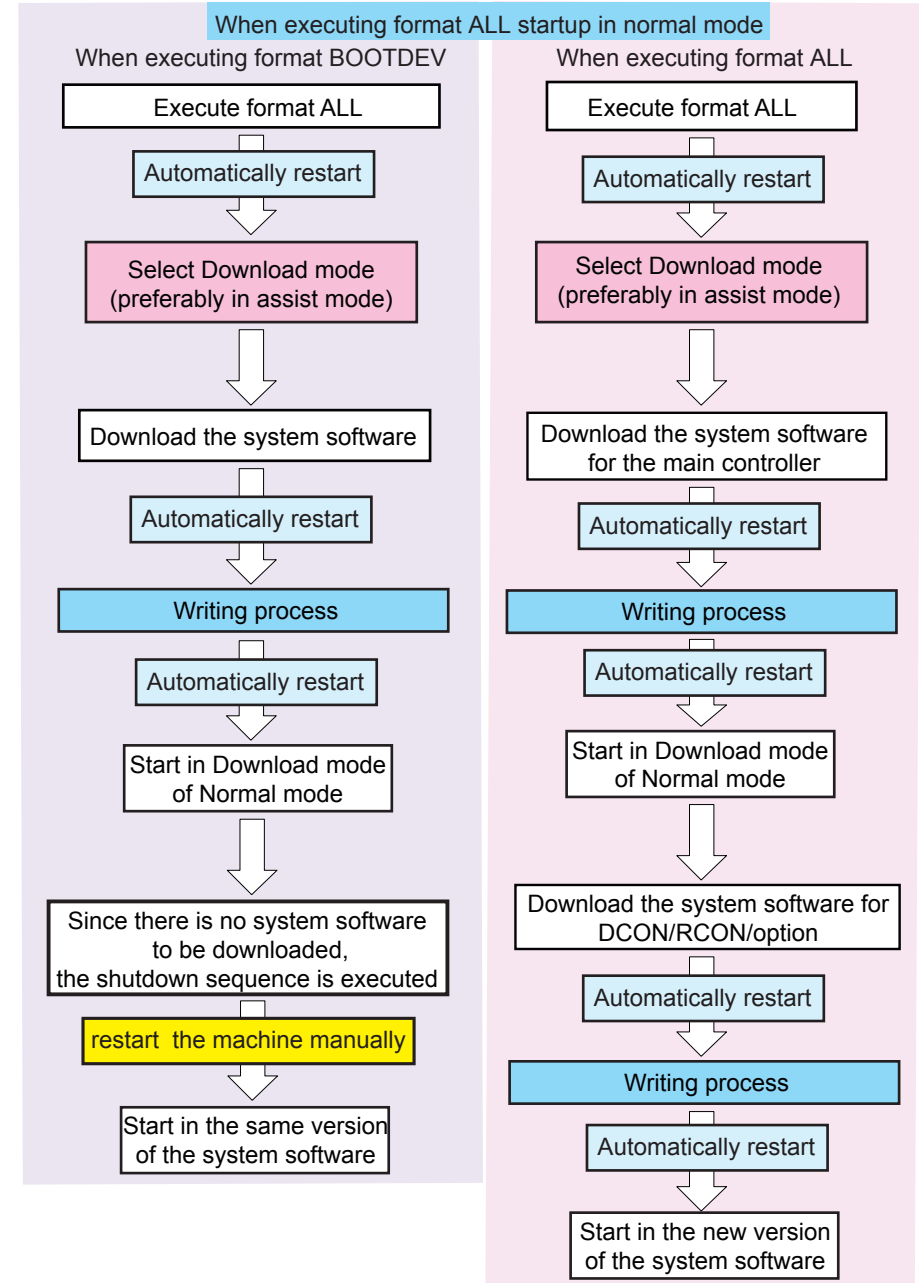 When executing format ALL startup in normal mode
When executing format BOOTDEV
Execute format ALL
Automatically restart
Select Download mode
(preferably in assist mode)
Download the system software
Automatically restart
Writing process
Automatically restart
Start in Download mode
of Normal mode
Since there is no system software
to be downloaded,
the shutdown sequence is executed
restart the machine manually
Start in the same version
of the system software
When executing format ALL
Execute format ALL
Automatically restart
Select Download mode
(preferably in assist mode)
Download the system software
for the main controller
Automatically restart
Writing process
Automatically restart
Start in Download mode
of Normal mode
Download the system software for
DCON/RCON/option
Automatically restart
Writing process
Automatically restart
Start in the new version
of the system software